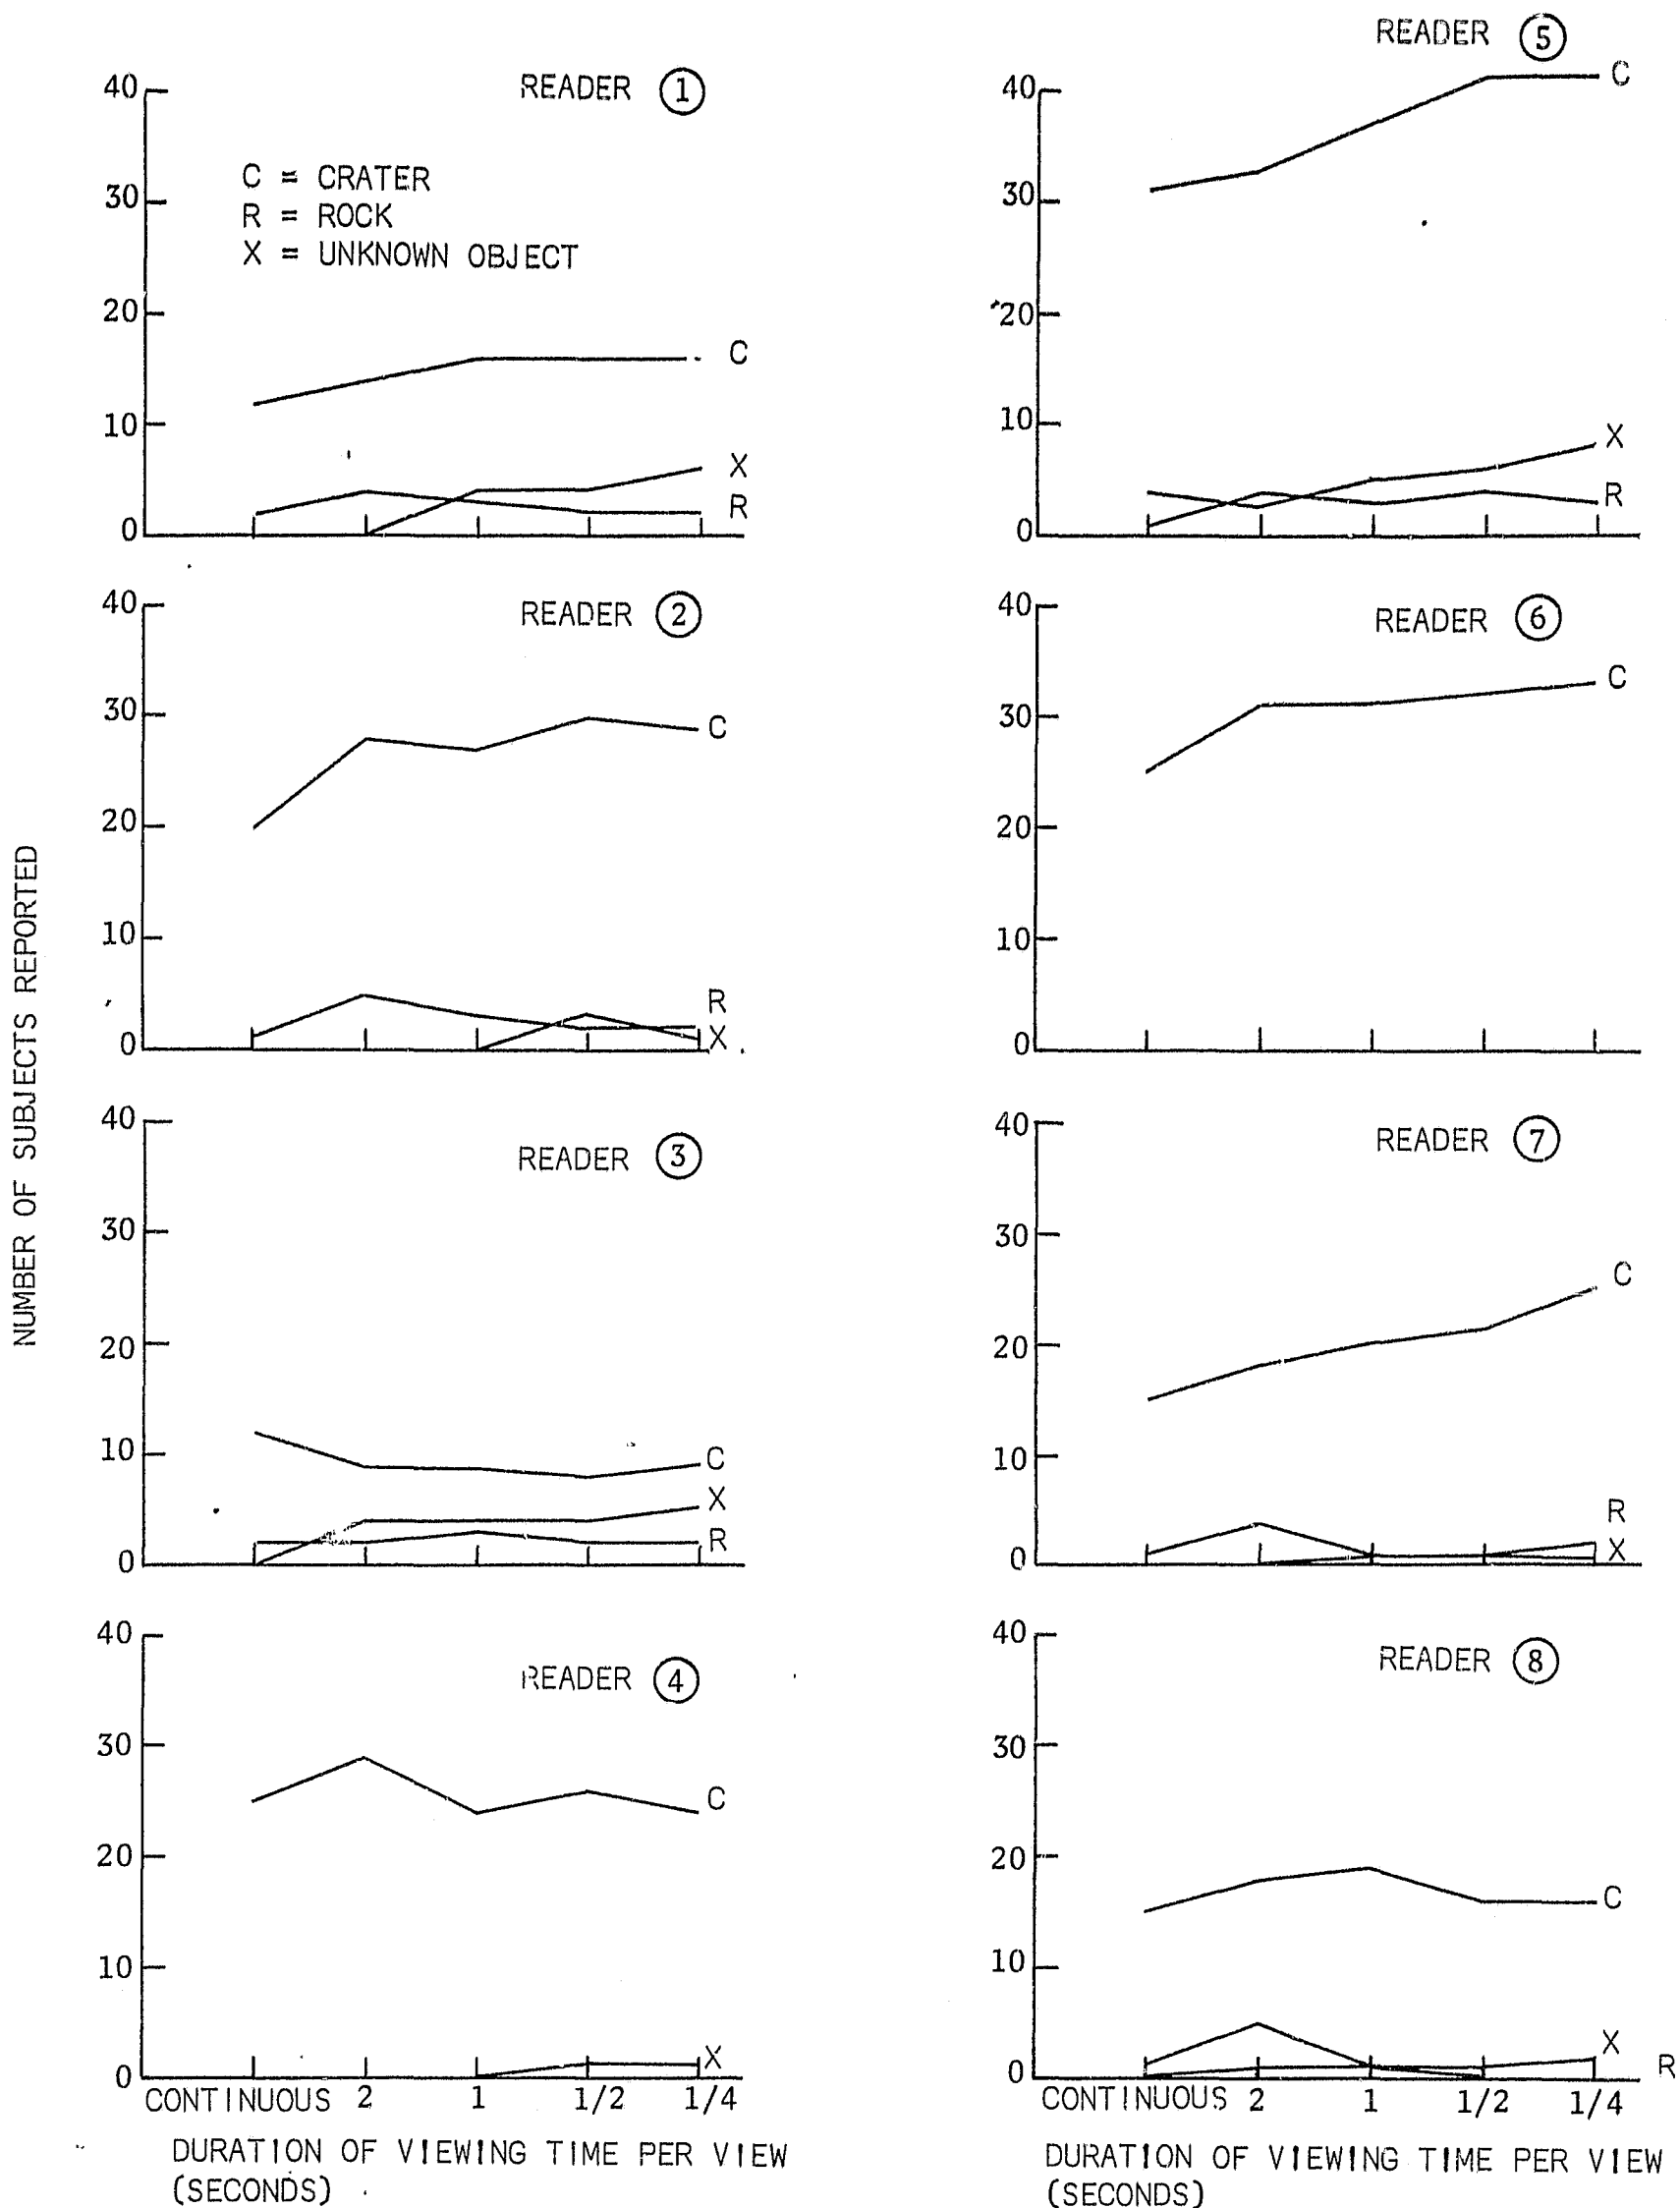 NUMBER OF SUBJECTS REPORTED
READER 1
40
30
20
10
0
C = CRATER
R = ROCK
X = UNKNOWN OBJECT
C
X
R
READER 2
40
30
20
10
0
C
R
X
READER 3
40
30
20
10
0
C
X
R
READER 4
40
30
20
10
0
C
X
CONTINUOUS 2 1 1/2 1/4
DURATION OF VIEWING TIME PER VIEW
(SECONDS)
READER 5
40
30
20
10
0
C
X
R
READER 6
40
30
20
10
0
C
READER 7
40
30
20
10
0
C
R
X
READER 8
40
30
20
10
0
C
X
R
CONTINUOUS 2 1 1/2 1/4
DURATION OF VIEWING TIME PER VIEW
(SECONDS)